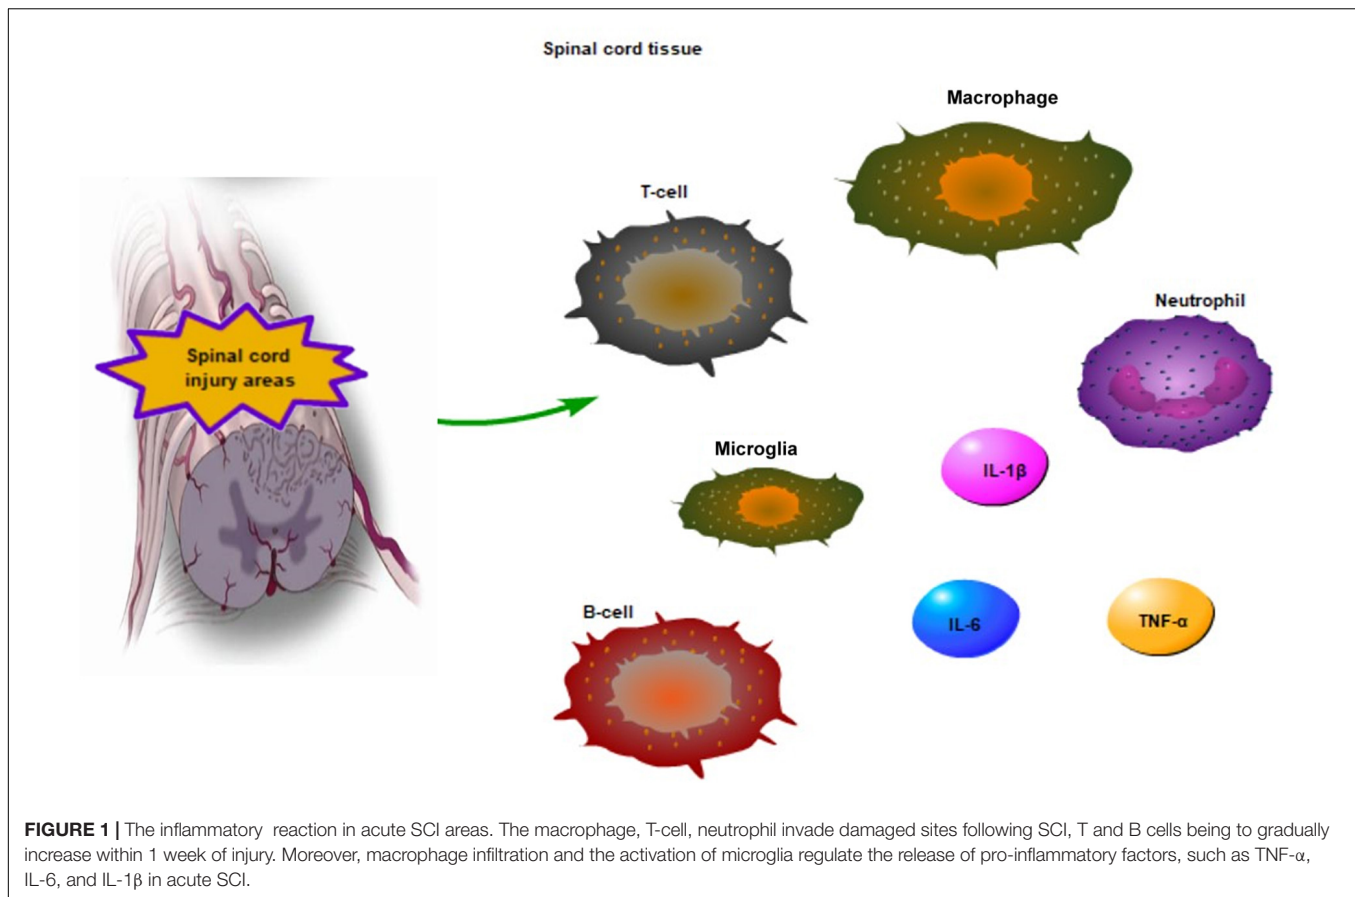 Spinal cord tissue
Macrophage
T-cell
Neutrophil
Spinal cord
injury areas
Microglia
IL-1β
B-cell
IL-6
TNF-α
FIGURE 1 | The inflammatory reaction in acute SCI areas. The macrophage, T-cell, neutrophil invade damaged sites following SCI, T and B cells being to gradually
increase within 1 week of injury. Moreover, macrophage infiltration and the activation of microglia regulate the release of pro-inflammatory factors, such as TNF-α,
IL-6, and IL-1β in acute SCI.